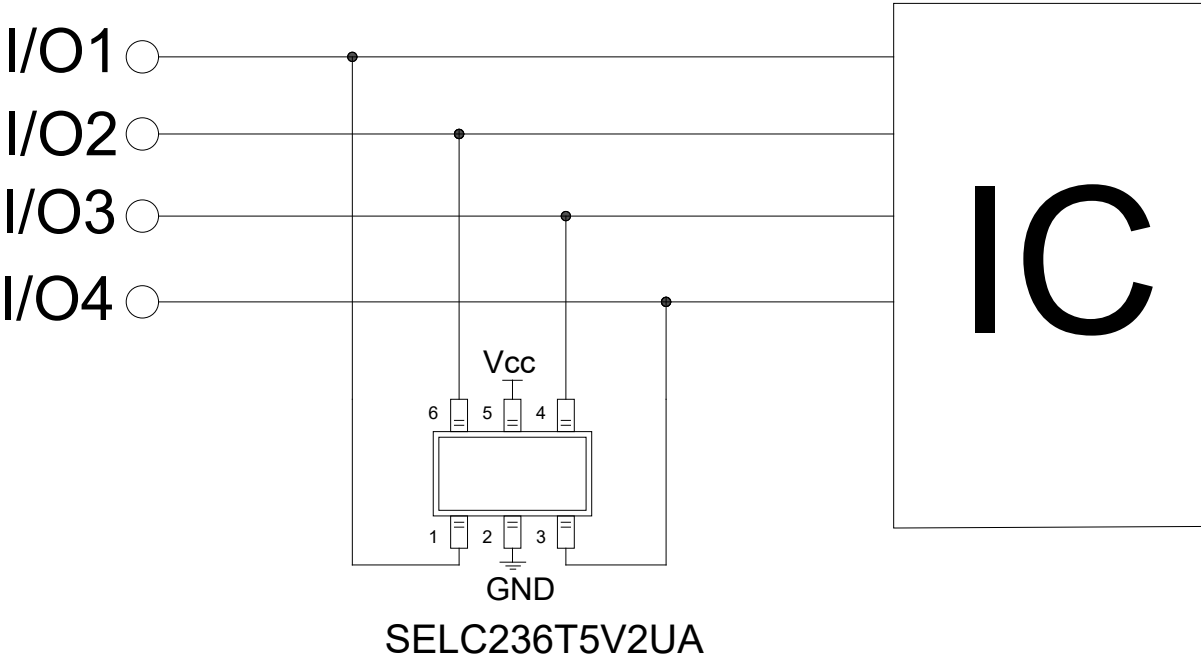 I/O1
I/O2
I/O3
I/O4
IC
Vcc
6 5 4
1 2 3
GND
SELC236T5V2UA